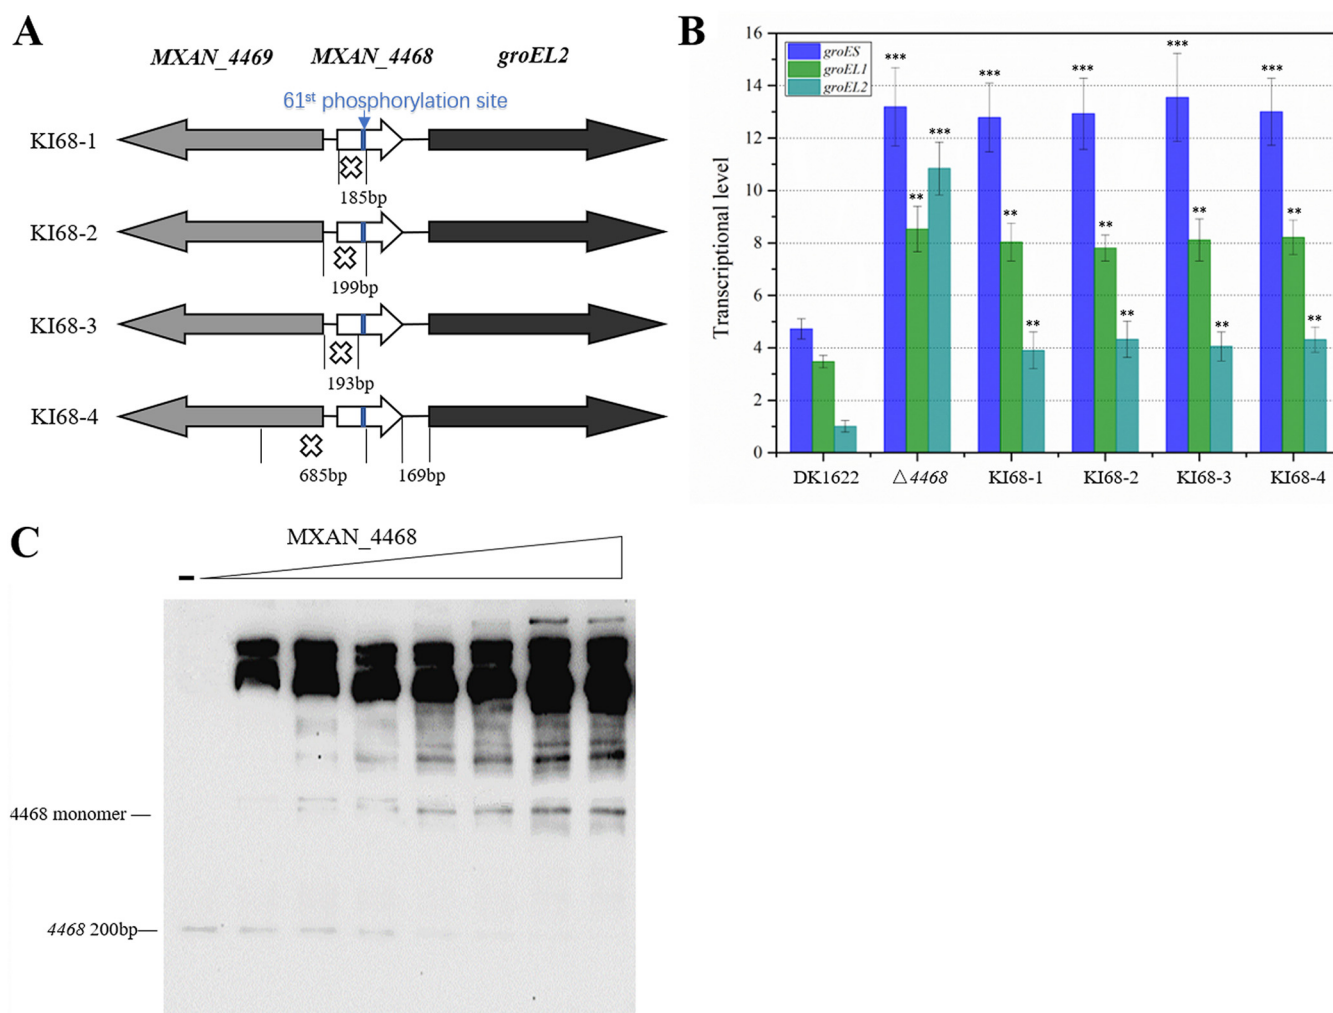 A
MXAN_4469 MXAN_4468 groEL2
61st phosphorylation site
KI68-1
185bp
KI68-2
199bp
KI68-3
193bp
KI68-4
685bp 169bp
B
Transcriptional level
16
14
12
10
8
6
4
2
0
groES
groEL1
groEL2
*** *** *** *** ***
***
** ** ** ** **
** ** ** **
DK1622 △4468 KI68-1 KI68-2 KI68-3 KI68-4
C
MXAN_4468
-
4468 monomer —
4468 200bp—